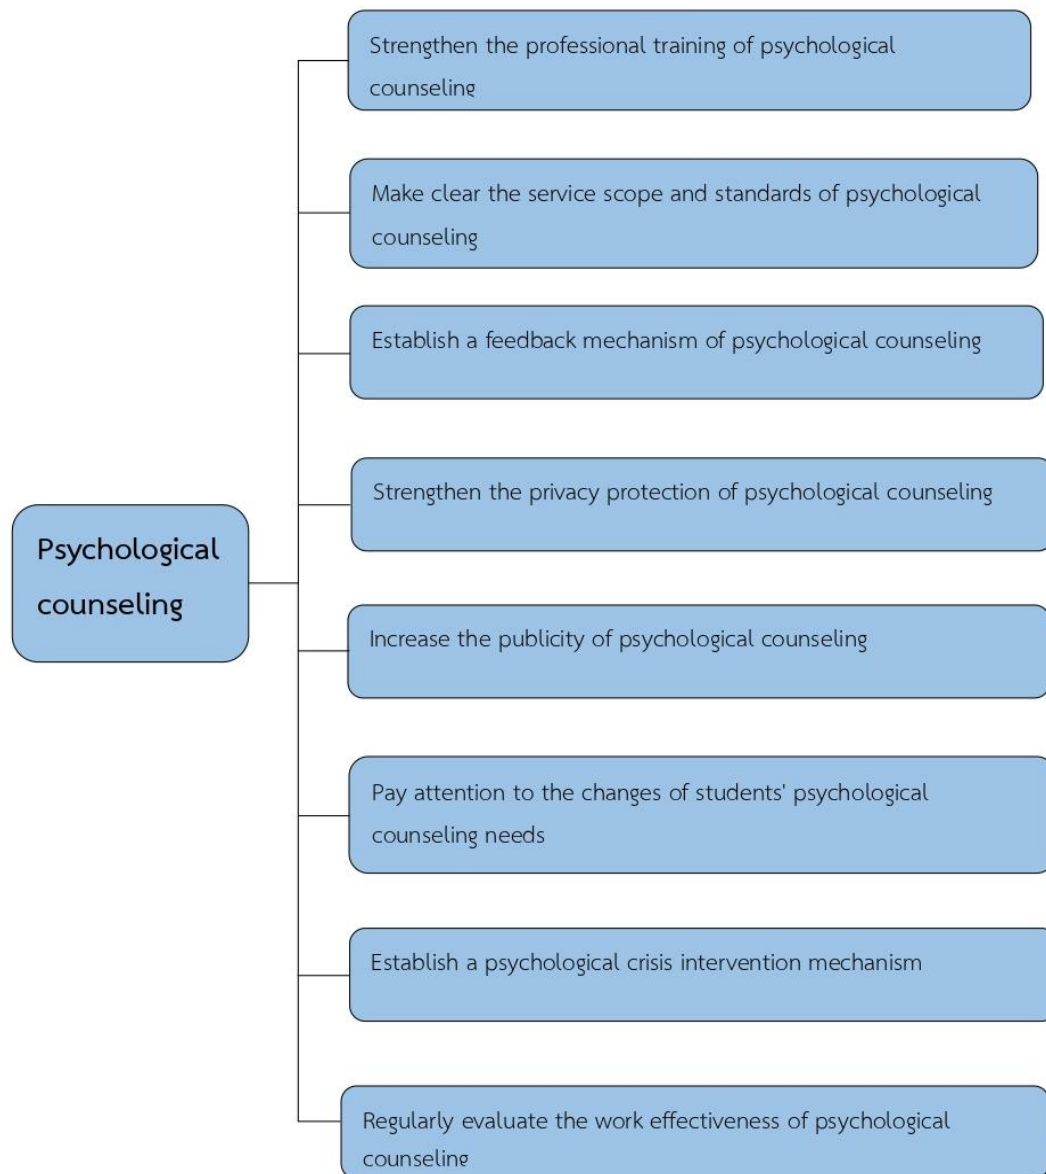 Strengthen the professional training of psychological
counseling
Make clear the service scope and standards of psychological
counseling
Establish a feedback mechanism of psychological counseling
Strengthen the privacy protection of psychological counseling
Psychological
counseling
Increase the publicity of psychological counseling
Pay attention to the changes of students' psychological
counseling needs
Establish a psychological crisis intervention mechanism
Regularly evaluate the work effectiveness of psychological
counseling